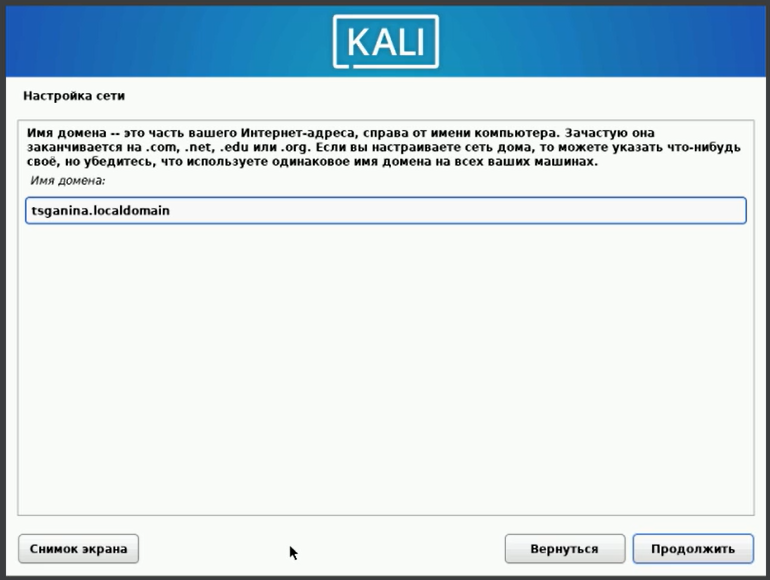 KALI
Настройка сети
Имя домена -- это часть вашего Интернет-адреса, справа от имени компьютера. Зачастую она
заканчивается на .com, .net, .edu или .org. Если вы настраиваете сеть дома, то можете указать что-нибудь
своё, но убедитесь, что используете одинаковое имя домена на всех ваших машинах.
Имя домена:
tsganina.localdomain
Снимок экрана
Вернуться
Продолжить